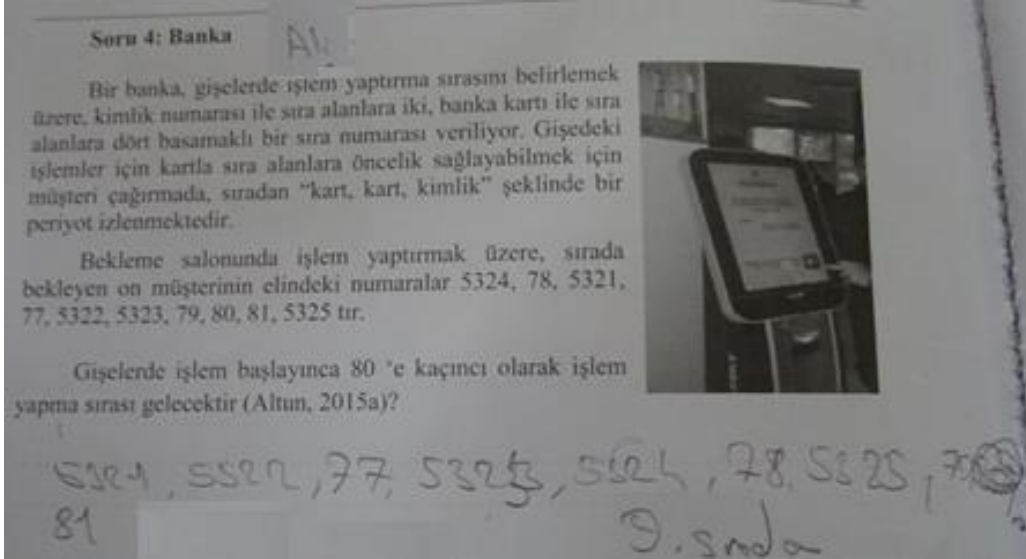 Soru 4: Banka
Bir banka, gişelerde işlem yaptırma sırasını belirlemek
üzere, kimlik numarası ile sıra alanlara iki, banka kartı ile sıra
alanlara dört basamaklı bir sıra numarası veriliyor. Gişedeki
işlemler için kartla sıra alanlara öncelik sağlayabilmek için
müşteri çağırmada, sıradan “kart, kart, kimlik” şeklinde bir
periyot izlenmektedir.
Bekleme salonunda işlem yaptırmak üzere, sırada
bekleyen on müşterinin elindeki numaralar 5324, 78, 5321,
77, 5322, 5323, 79, 80, 81, 5325 tır.
Gişelerde işlem başlayınca 80 'e kaçıncı olarak işlem
yapma sırası gelecektir (Altun, 2015a)?
5321, 5322, 77, 5323, 5324, 78, 5325, 79
81
9. sırada